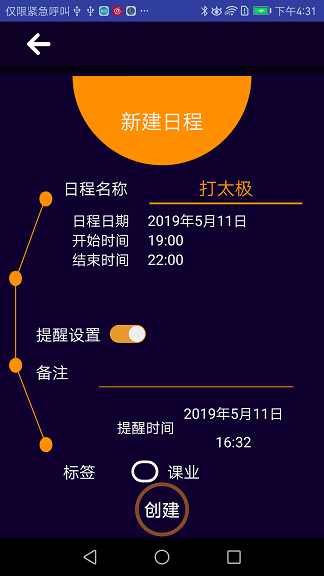 仅限紧急呼叫 ··· 下午4:31
新建日程
日程名称 打太极
日程日期 2019年5月11日
开始时间 19:00
结束时间 22:00
提醒设置
备注
2019年5月11日
提醒时间
16:32
标签 课业
创建